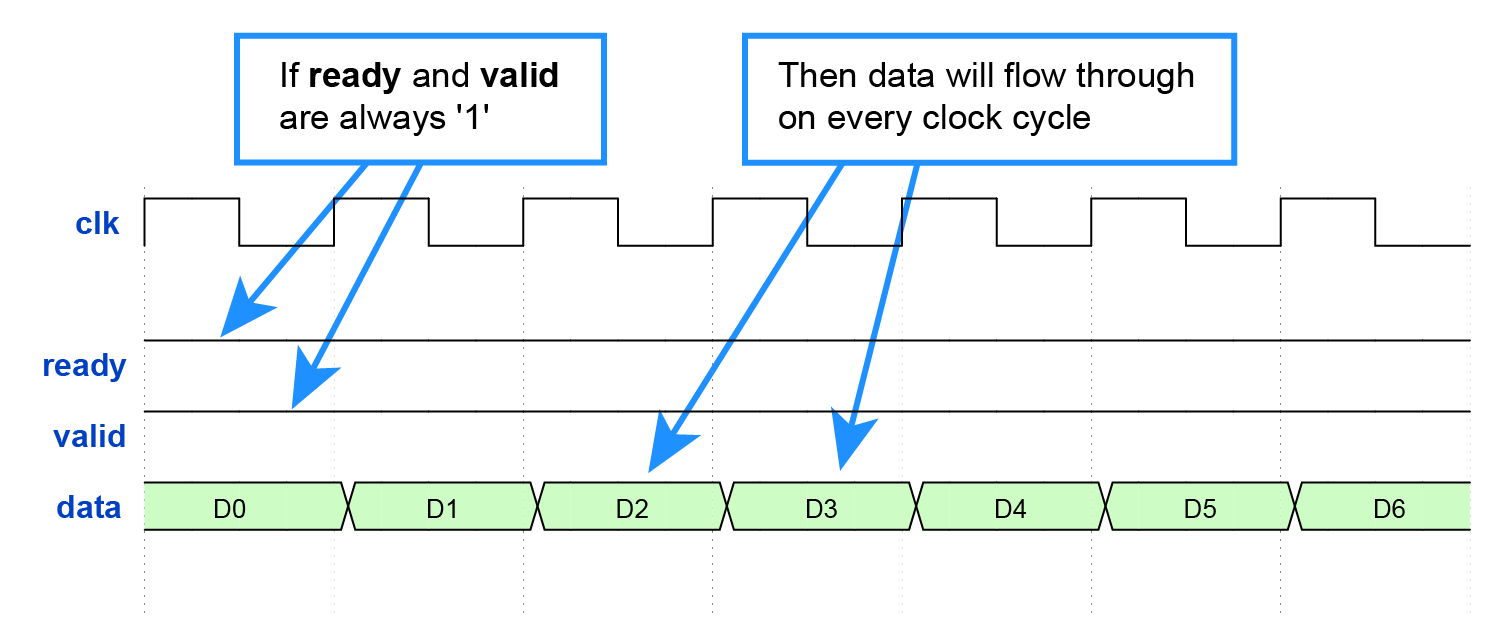 If ready and valid
are always '1'
Then data will flow through
on every clock cycle
clk
ready
valid
data
D0 D1 D2 D3 D4 D5 D6